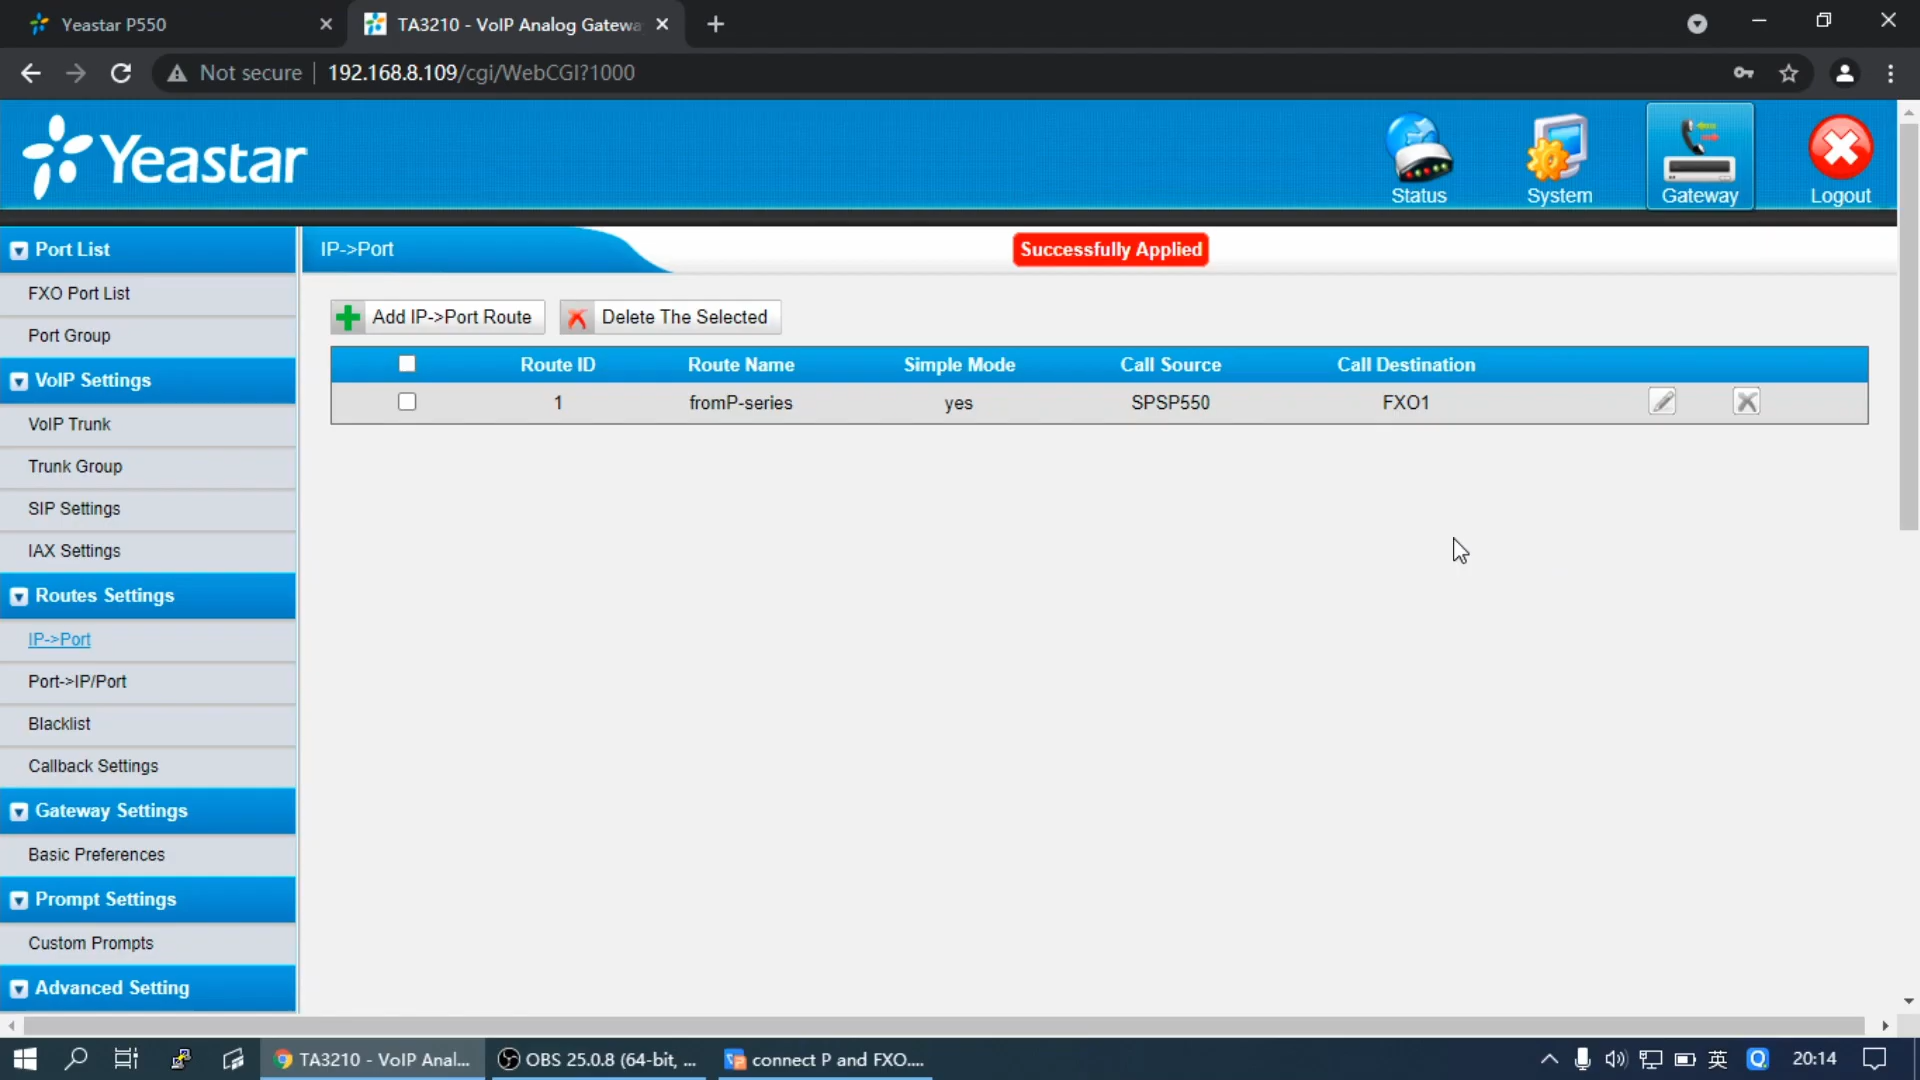 Yeastar P550
TA3210 - VoIP Analog Gatewa
Not secure
192.168.8.109/cgi/WebCGI?1000
Yeastar
Status
System
Gateway
Logout
Port List
FXO Port List
Port Group
VoIP Settings
VoIP Trunk
Trunk Group
SIP Settings
IAX Settings
Routes Settings
IP->Port
Port->IP/Port
Blacklist
Callback Settings
Gateway Settings
Basic Preferences
Prompt Settings
Custom Prompts
Advanced Setting
IP->Port
Successfully Applied
Add IP->Port Route
Delete The Selected
Route ID Route Name Simple Mode Call Source Call Destination
1 fromP-series yes SPSP550 FXO1
TA3210 - VoIP Anal...
OBS 25.0.8 (64-bit, ...
connect P and FXO....
英
20:14